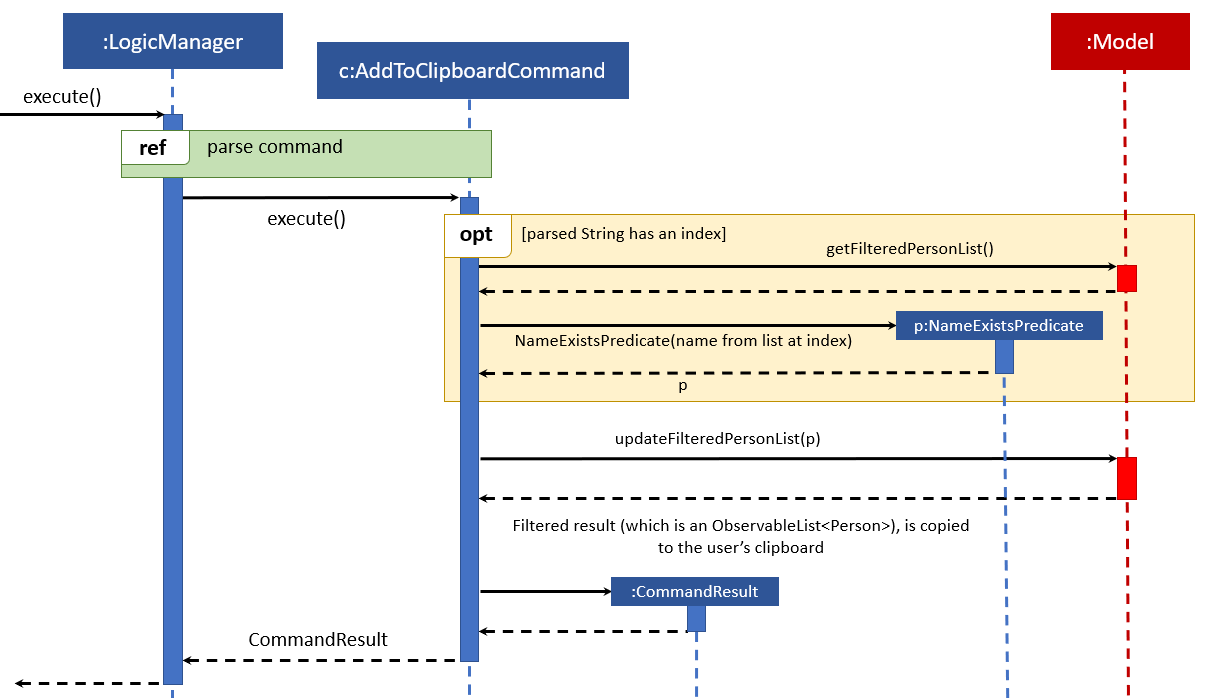 :LogicManager
:Model
c:AddToClipboardCommand
execute()
ref
parse command
execute()
opt
[parsed String has an index]
getFilteredPersonList()
p:NameExistsPredicate
NameExistsPredicate(name from list at index)
p
updateFilteredPersonList(p)
Filtered result (which is an ObservableList<Person>), is copied
to the user’s clipboard
:CommandResult
CommandResult